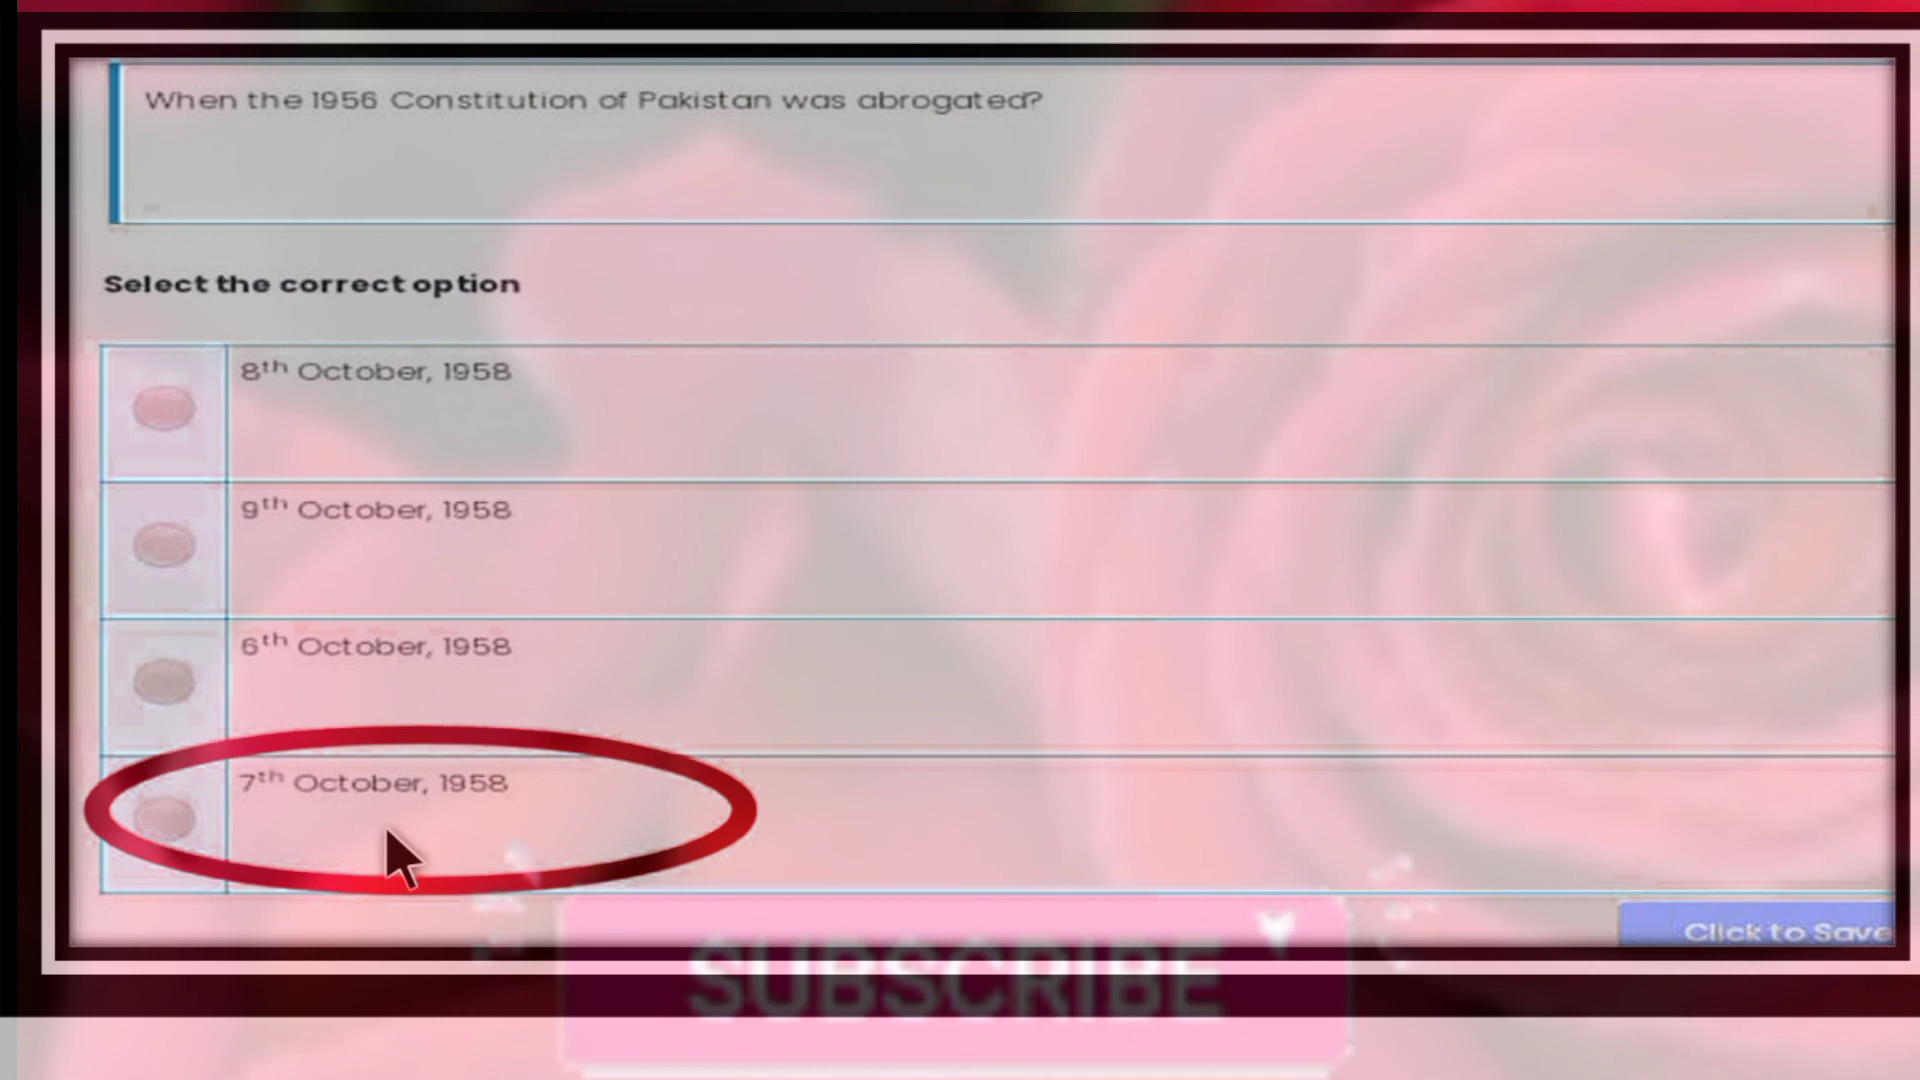 When the 1956 Constitution of Pakistan was abrogated?
Select the correct option
8th October, 1958
9th October, 1958
6th October, 1958
7th October, 1958
Click to Save
SUBSCRIBE